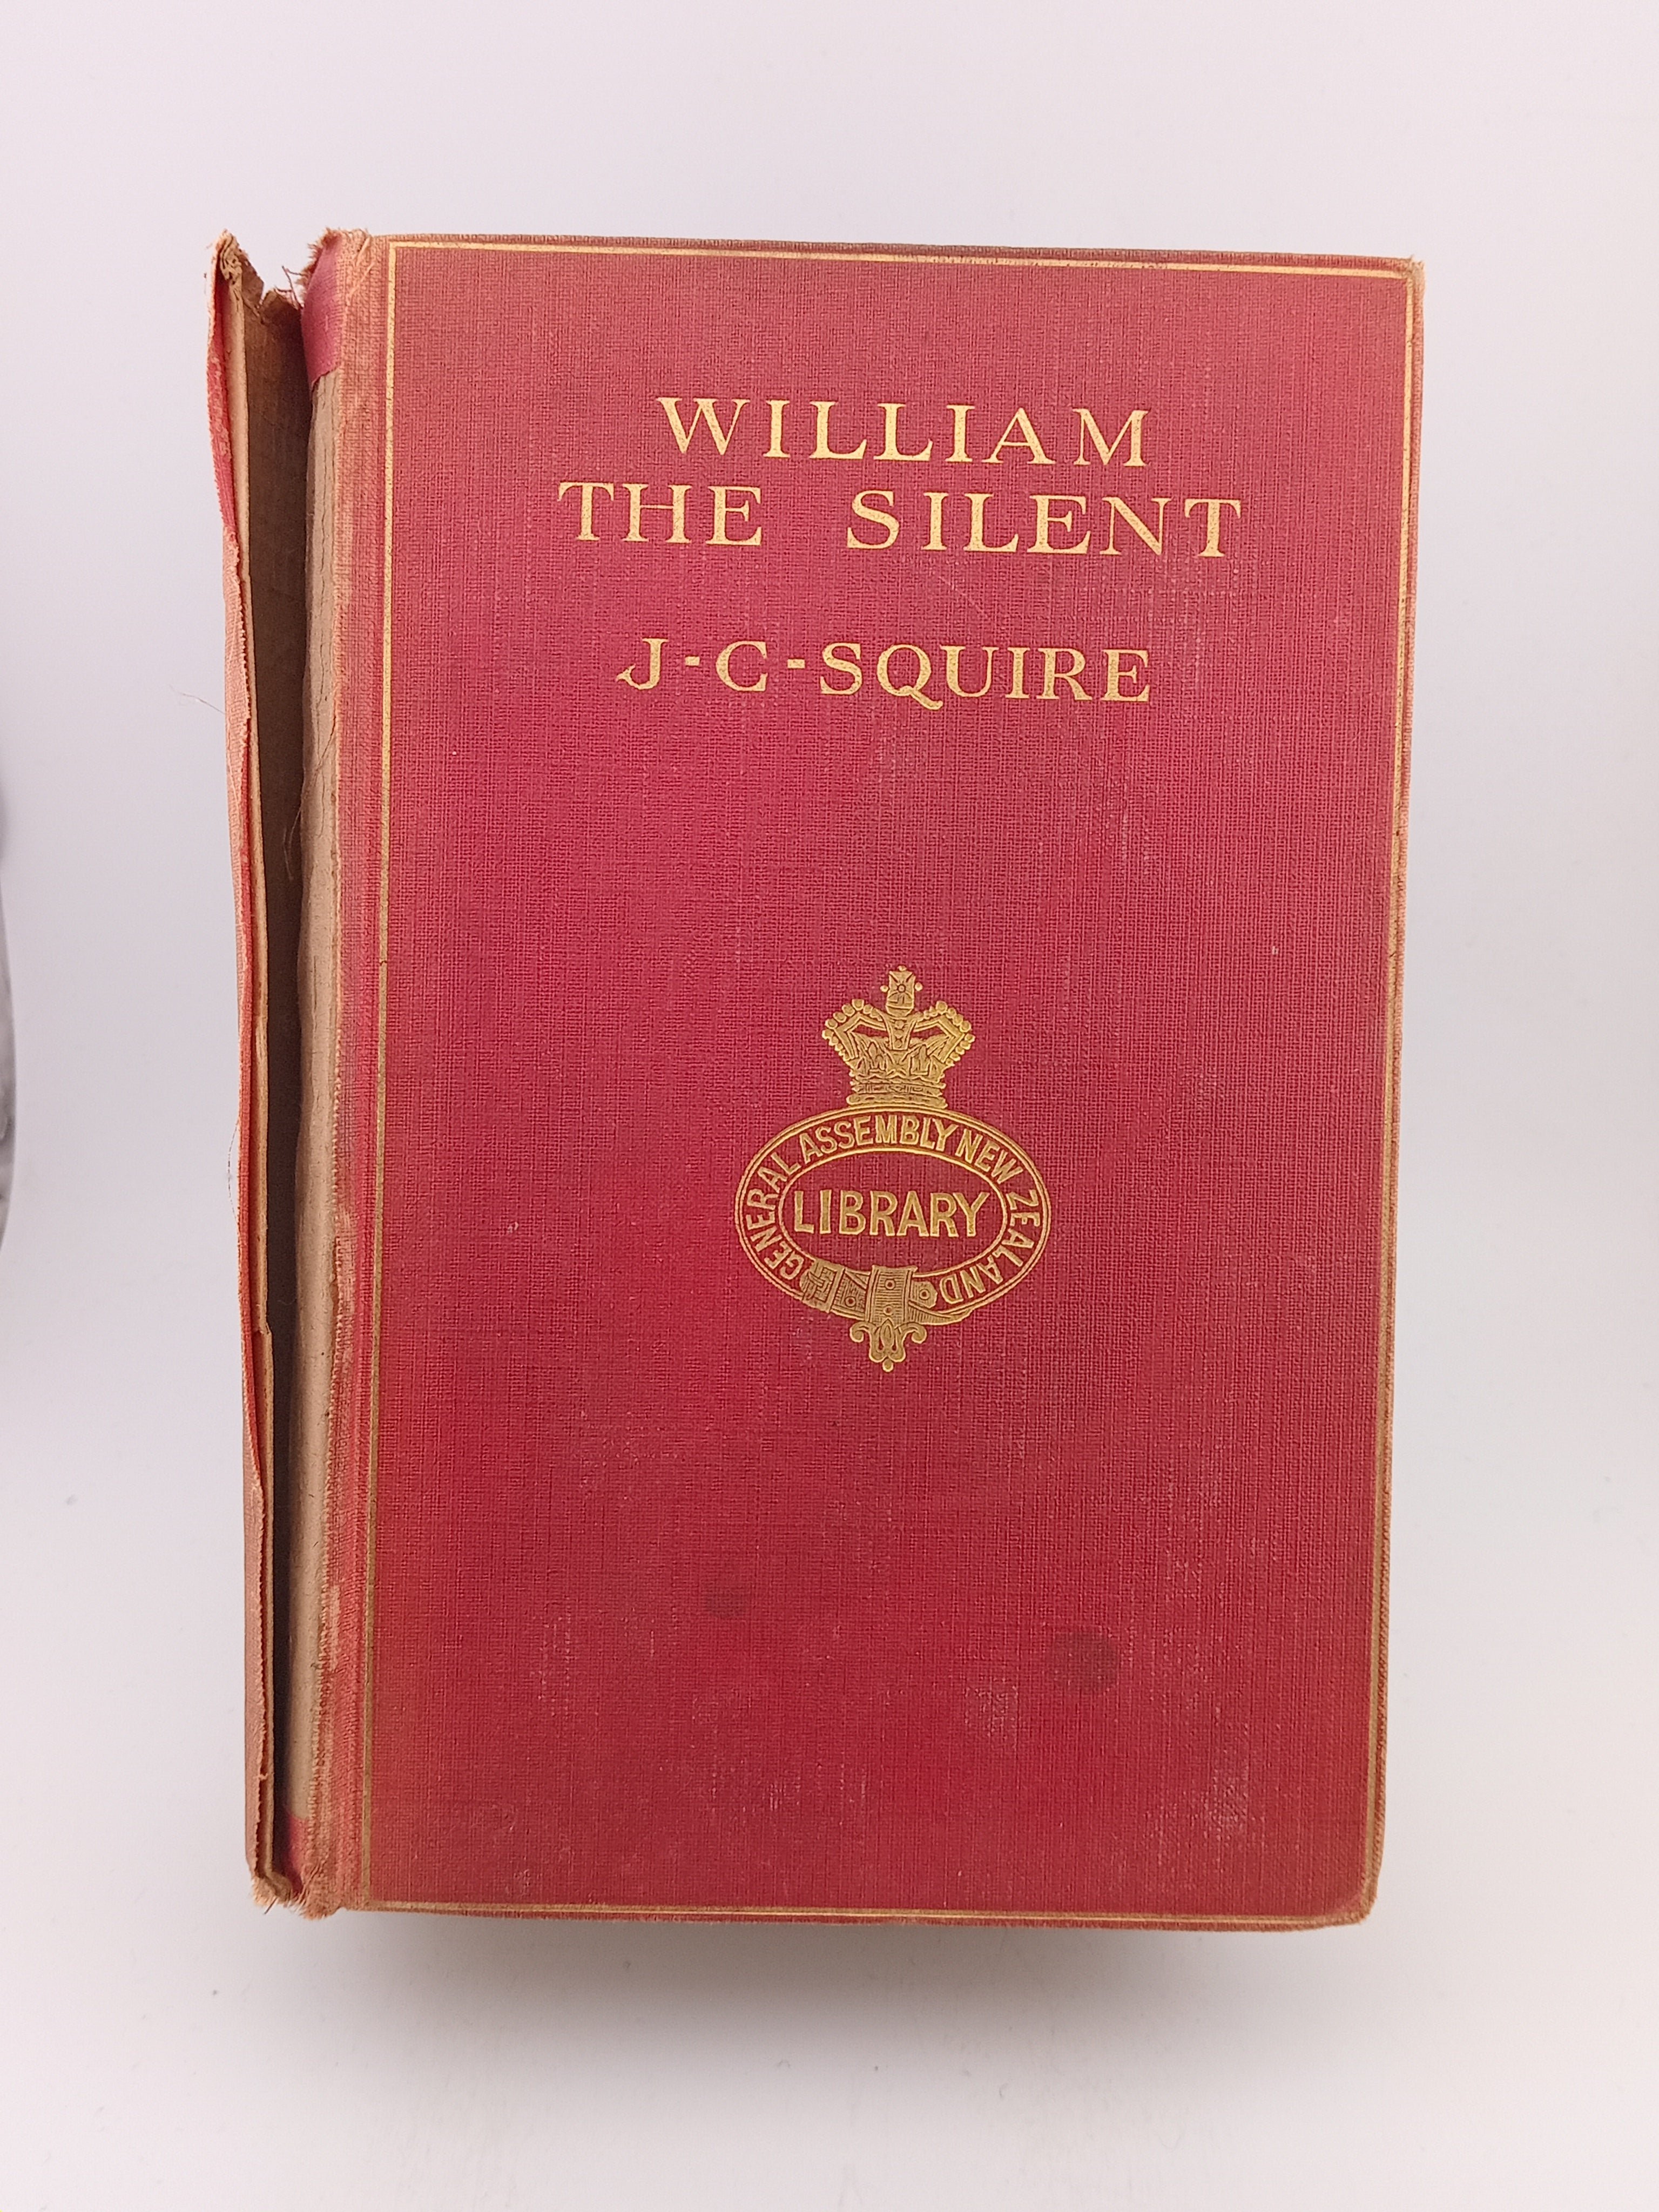 WILLIAM
THE SILENT
J-C-SQUIRE
GENERAL ASSEMBLY NEW ZEALAND
LIBRARY